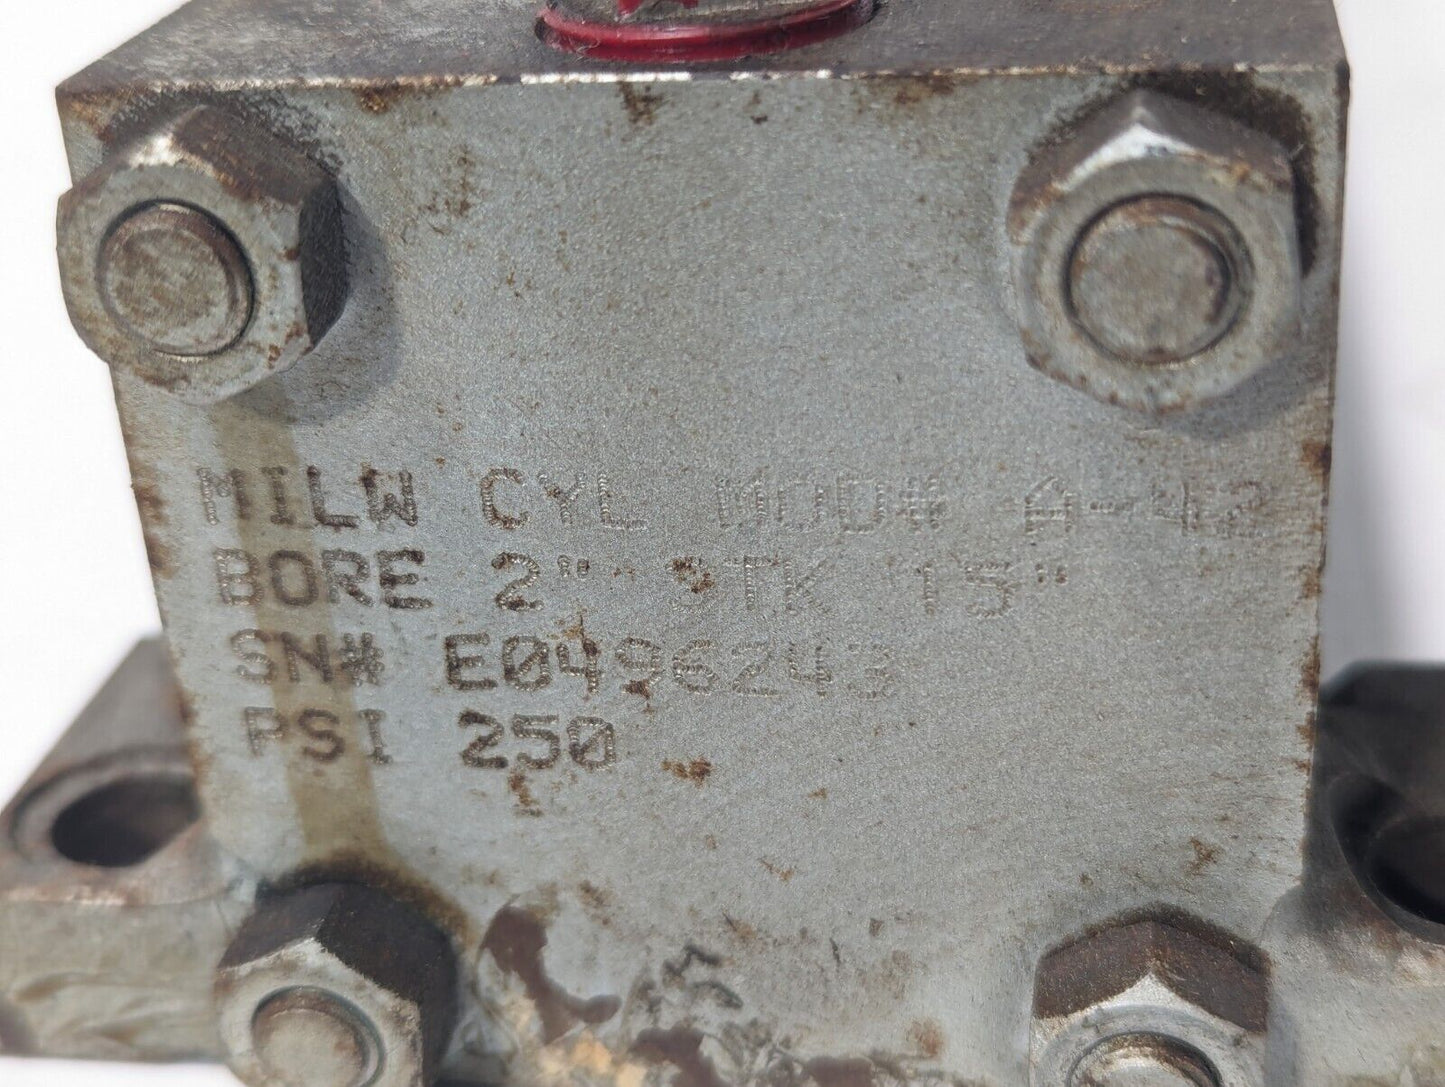 MILW CYL MOD# A-42
BORE 2" STK 15"
SN# E0496243
PSI 250